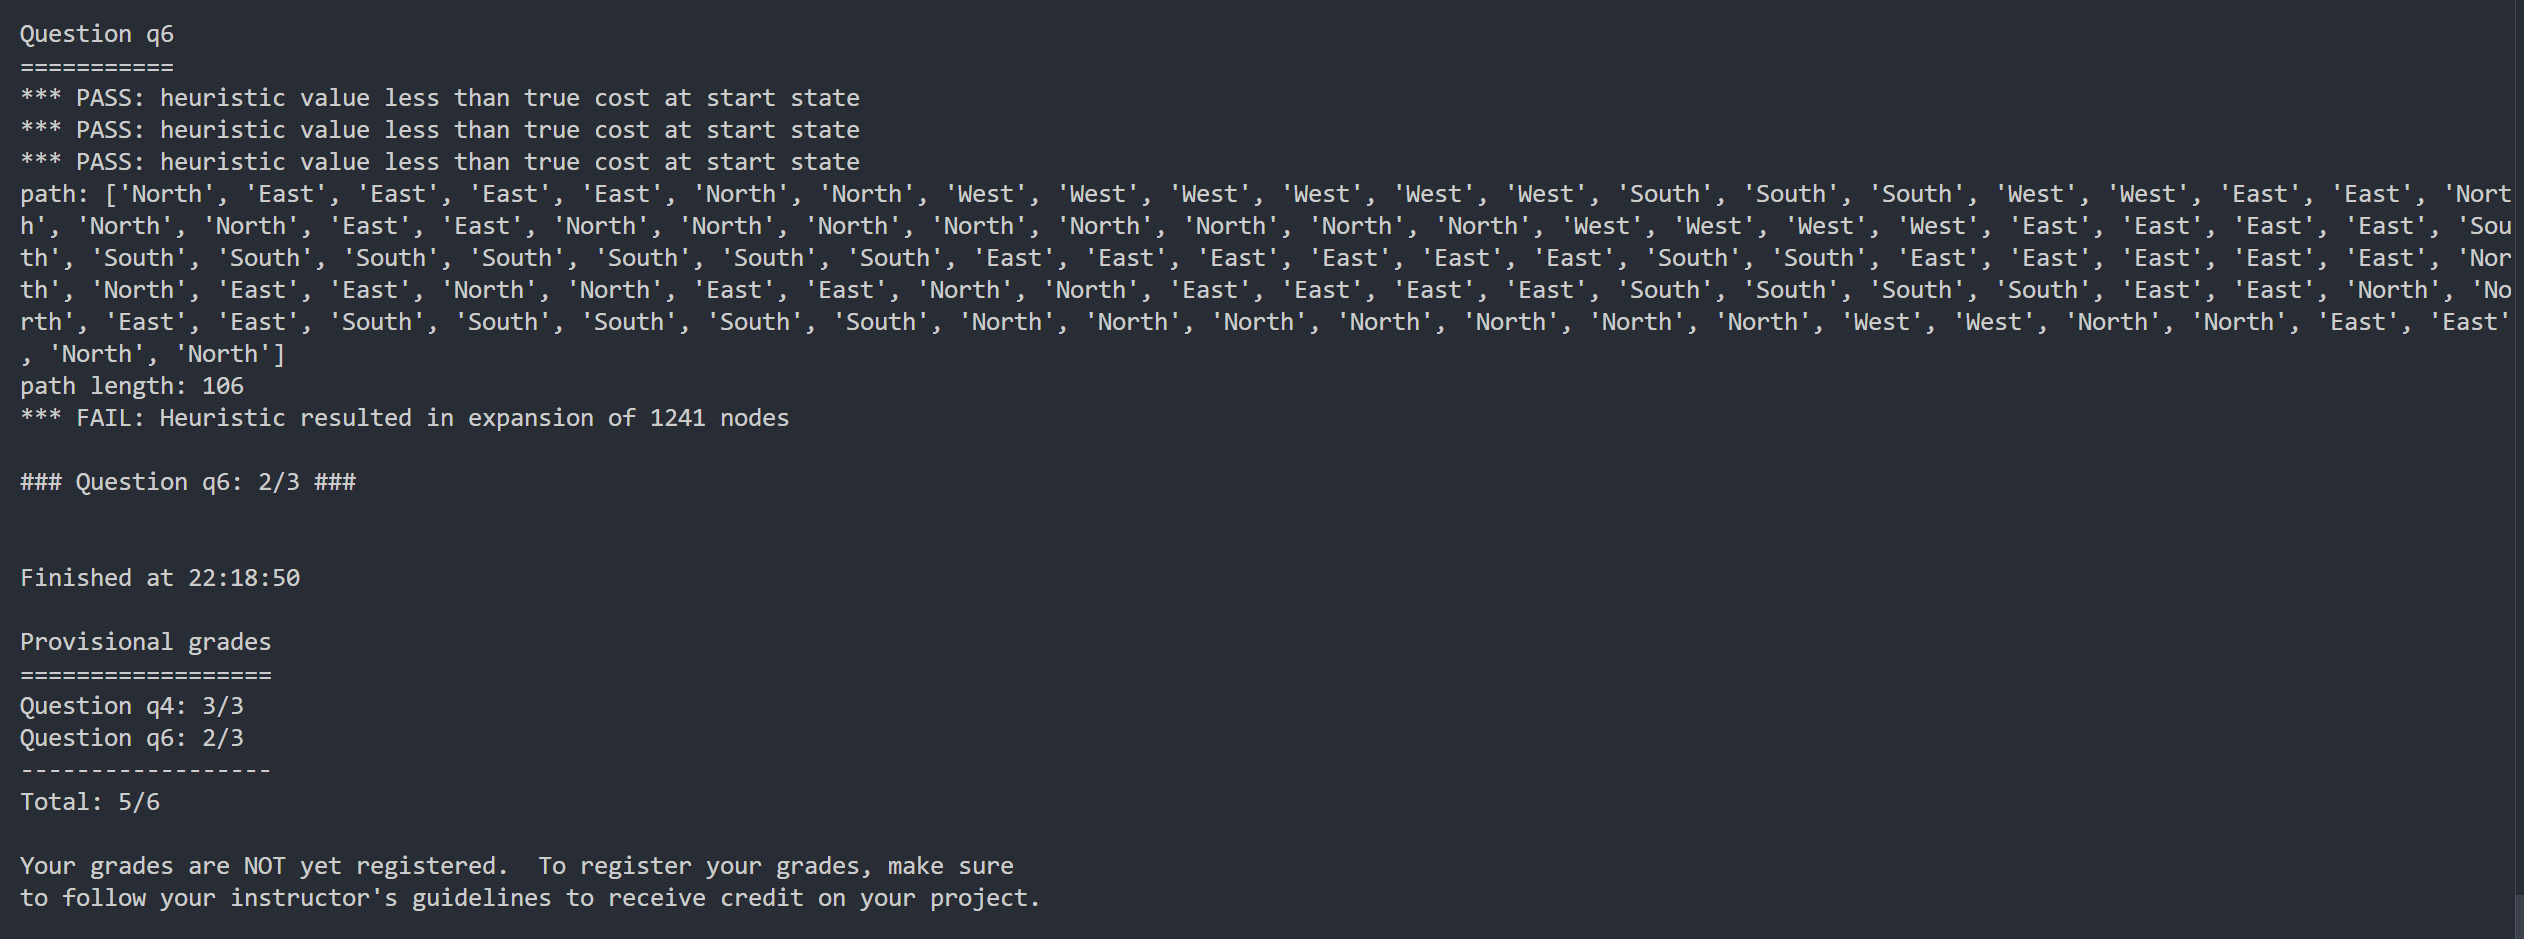 Question q6
===========
*** PASS: heuristic value less than true cost at start state
*** PASS: heuristic value less than true cost at start state
*** PASS: heuristic value less than true cost at start state
path: ['North', 'East', 'East', 'East', 'East', 'North', 'North', 'West', 'West', 'West', 'West', 'West', 'West', 'South', 'South', 'South', 'West', 'West', 'East', 'East', 'Nort
h', 'North', 'North', 'East', 'East', 'North', 'North', 'North', 'North', 'North', 'North', 'North', 'North', 'West', 'West', 'West', 'West', 'East', 'East', 'East', 'East', 'Sou
th', 'South', 'South', 'South', 'South', 'South', 'South', 'South', 'East', 'East', 'East', 'East', 'East', 'East', 'South', 'South', 'East', 'East', 'East', 'East', 'East', 'Nor
th', 'North', 'East', 'East', 'North', 'North', 'East', 'East', 'North', 'North', 'East', 'East', 'East', 'East', 'South', 'South', 'South', 'South', 'East', 'East', 'North', 'No
rth', 'East', 'East', 'South', 'South', 'South', 'South', 'South', 'North', 'North', 'North', 'North', 'North', 'North', 'North', 'West', 'West', 'North', 'North', 'East', 'East'
, 'North', 'North']
path length: 106
*** FAIL: Heuristic resulted in expansion of 1241 nodes
### Question q6: 2/3 ###
Finished at 22:18:50
Provisional grades
==================
Question q4: 3/3
Question q6: 2/3
------------------
Total: 5/6
Your grades are NOT yet registered.  To register your grades, make sure
to follow your instructor's guidelines to receive credit on your project.